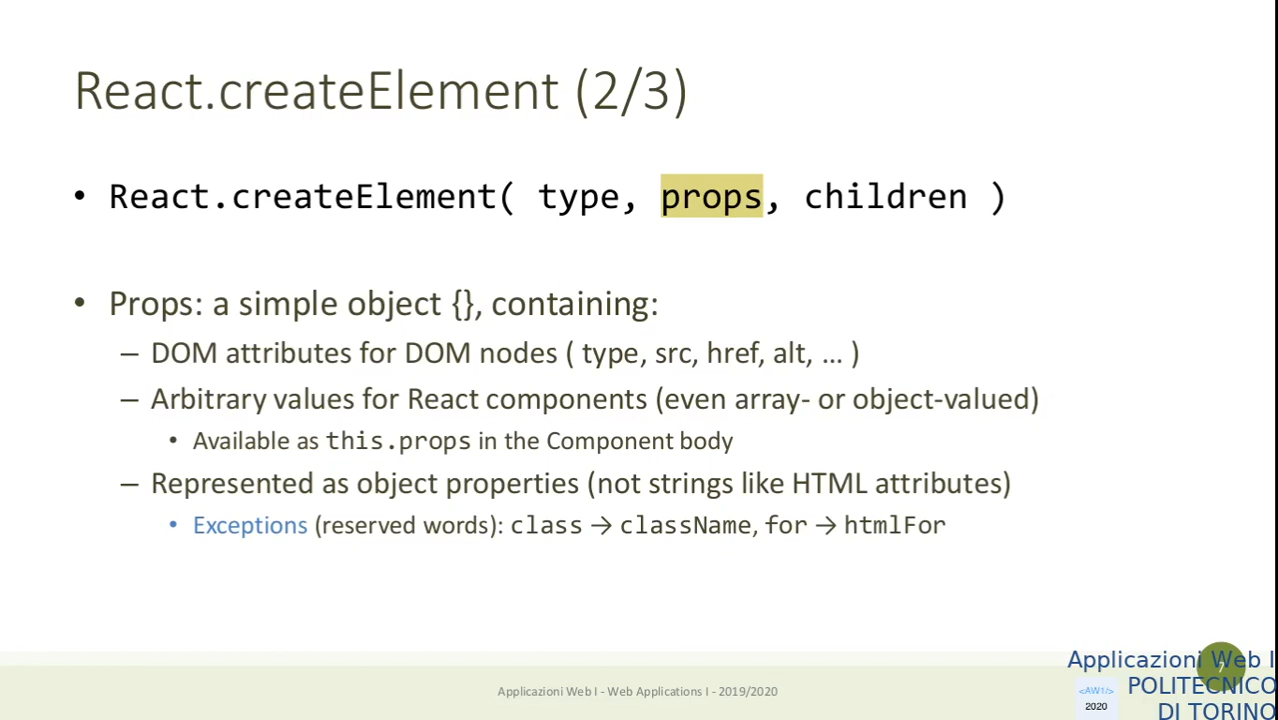 React.createElement (2/3)
• React.createElement( type, props, children )
• Props: a simple object {}, containing:
– DOM attributes for DOM nodes ( type, src, href, alt, … )
– Arbitrary values for React components (even array- or object-valued)
• Available as this.props in the Component body
– Represented as object properties (not strings like HTML attributes)
• Exceptions (reserved words): class → className, for → htmlFor
Applicazioni Web I - Web Applications I - 2019/2020
7
Applicazioni Web I
POLITECNICO
DI TORINO
<AW1/>
2020